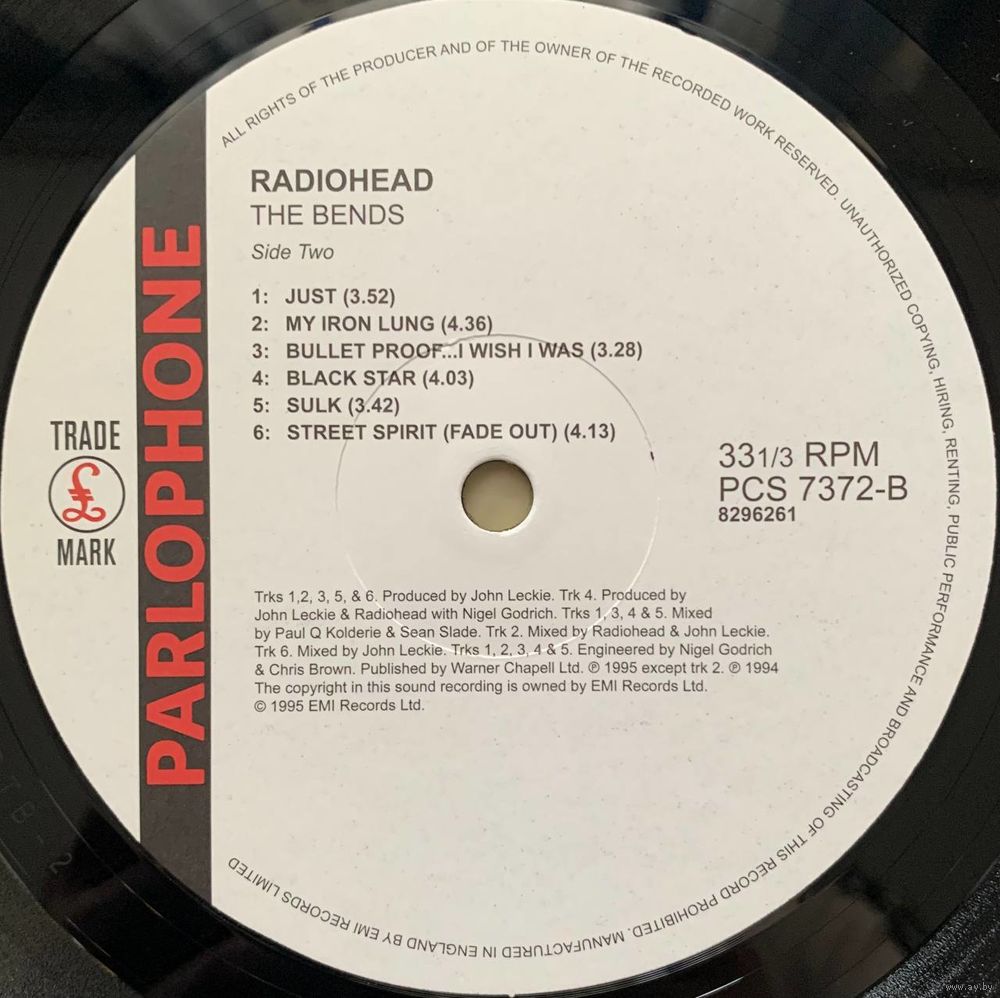 ALL RIGHTS OF THE PRODUCER AND OF THE OWNER OF THE RECORDED WORK RESERVED. UNAUTHORIZED COPYING, HIRING, RENTING, PUBLIC PERFORMANCE AND BROADCASTING OF THIS RECORD PROHIBITED. MANUFACTURED IN ENGLAND BY EMI RECORDS LIMITED
RADIOHEAD
THE BENDS
Side Two
1: JUST (3.52)
2: MY IRON LUNG (4.36)
3: BULLET PROOF...I WISH I WAS (3.28)
4: BLACK STAR (4.03)
5: SULK (3.42)
6: STREET SPIRIT (FADE OUT) (4.13)
TRADE
£
MARK
PARLOPHONE
33 1/3 RPM
PCS 7372-B
8296261
Trks 1,2, 3, 5, & 6. Produced by John Leckie. Trk 4. Produced by
John Leckie & Radiohead with Nigel Godrich. Trks 1, 3, 4 & 5. Mixed
by Paul Q Kolderie & Sean Slade. Trk 2. Mixed by Radiohead & John Leckie.
Trk 6. Mixed by John Leckie. Trks 1, 2, 3, 4 & 5. Engineered by Nigel Godrich
& Chris Brown. Published by Warner Chapell Ltd. ℗ 1995 except trk 2. ℗ 1994
The copyright in this sound recording is owned by EMI Records Ltd.
© 1995 EMI Records Ltd.
www.ay.by